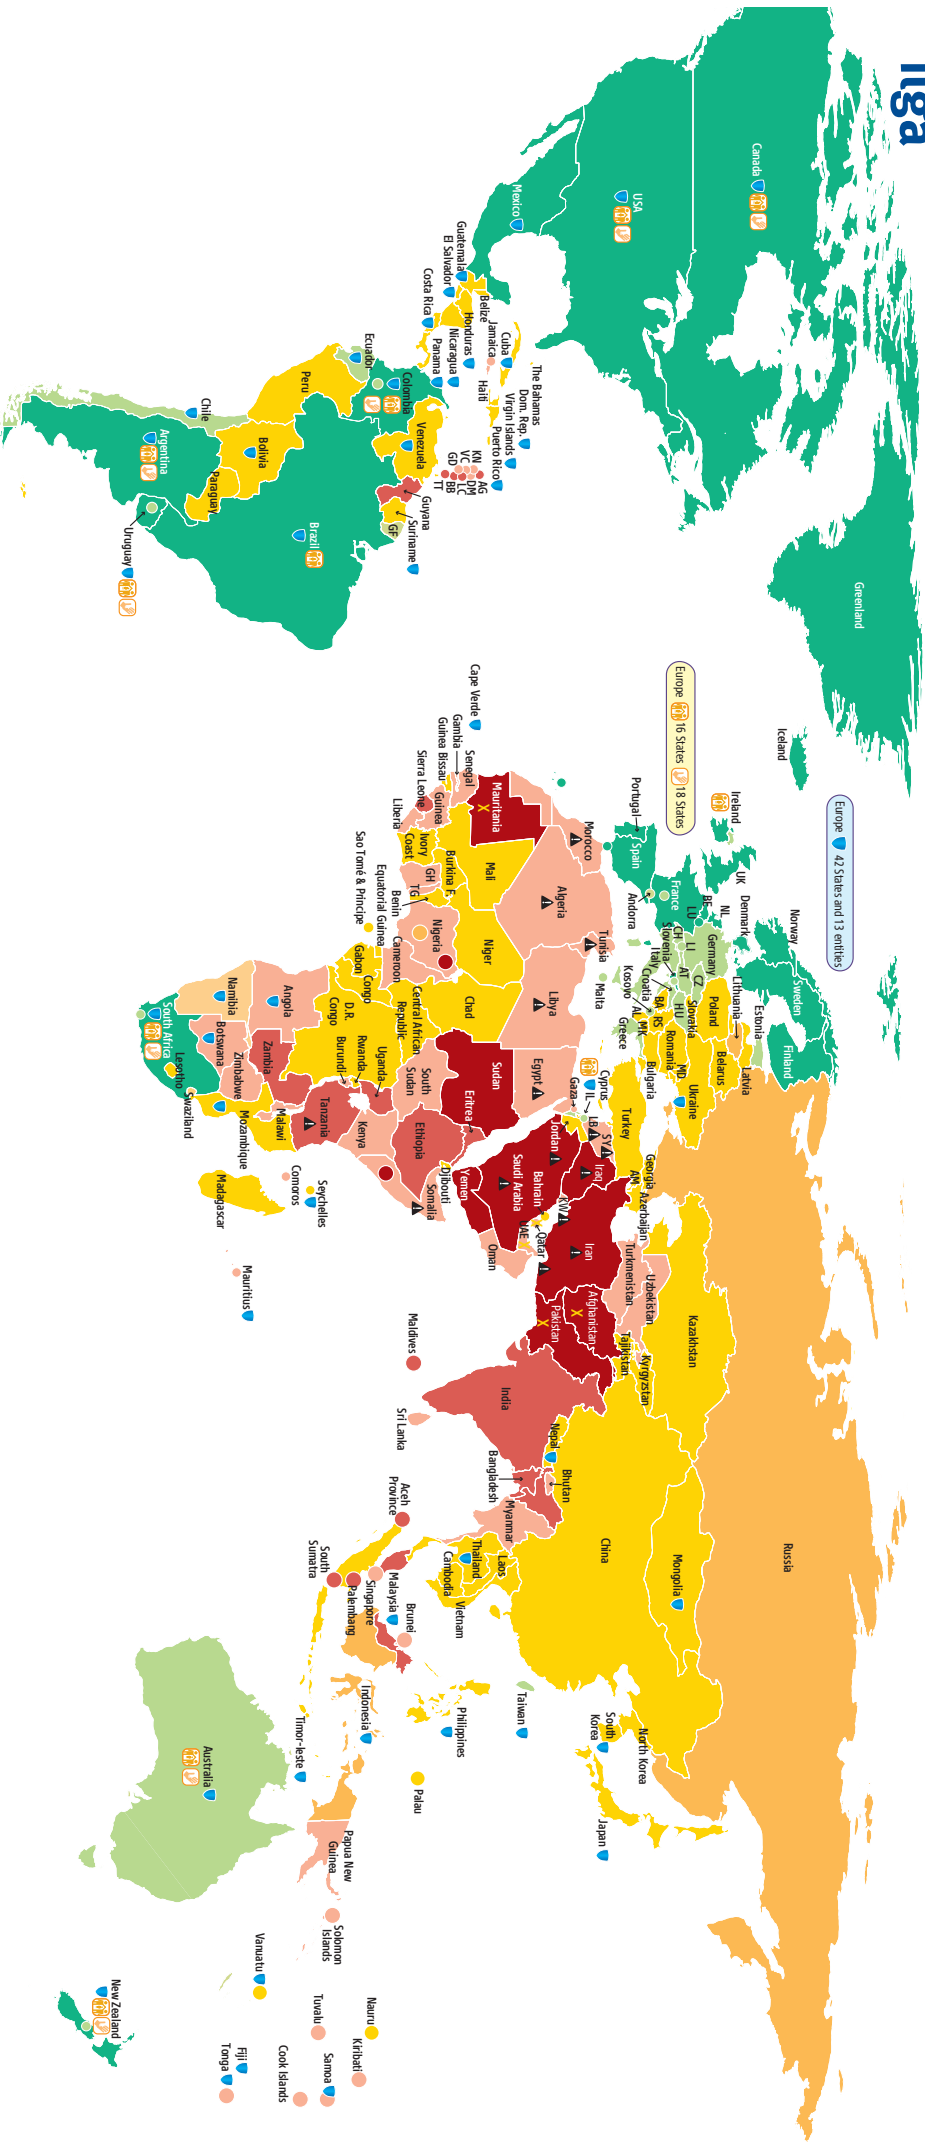 ilga
Canada
USA
Mexico
Greenland
Iceland
Guatemala
El Salvador
Costa Rica
Belize
Honduras
Nicaragua
Panama
Jamaica
Cuba
Haiti
The Bahamas
Dom. Rep.
Virgin Islands
Puerto Rico
KN
VC
GD
AG
DM
LC
BB
TT
Ecuador
Colombia
Venezuela
Guyana
Suriname
GF
Peru
Brazil
Bolivia
Paraguay
Chile
Argentina
Uruguay
Europe 42 States and 13 entities
Europe 16 States 18 States
Ireland
UK
Portugal
Spain
France
Andorra
BE
NL
LU
Denmark
Norway
Sweden
Finland
Estonia
Latvia
Lithuania
Germany
Poland
Belarus
Ukraine
CH
LI
AT
CZ
Slovakia
HU
Slovenia
Italy
Croatia
BA
RS
Kosovo
AL
MK
Greece
Malta
Romania
MD
Bulgaria
Turkey
Cyprus
Georgia
AM
Azerbaijan
Russia
Kazakhstan
Uzbekistan
Turkmenistan
Kyrgyzstan
Tajikistan
Mongolia
China
North Korea
South Korea
Japan
Taiwan
Morocco
Algeria
Tunisia
Libya
Egypt
Gaza
IL
LB
SY
Jordan
Iraq
Iran
KW
Saudi Arabia
Bahrain
Qatar
UAE
Oman
Yemen
Afghanistan
Pakistan
India
Nepal
Bhutan
Bangladesh
Myanmar
Sri Lanka
Maldives
Cape Verde
Mauritania
Senegal
Gambia
Guinea Bissau
Guinea
Sierra Leone
Liberia
Ivory
Coast
Mali
Burkina F.
GH
TG
Benin
Niger
Nigeria
Chad
Sudan
Eritrea
Djibouti
Ethiopia
Somalia
South
Sudan
Central African
Republic
Cameroon
Equatorial Guinea
Sao Tomé & Principe
Gabon
Congo
D.R.
Congo
Uganda
Rwanda
Burundi
Kenya
Tanzania
Angola
Zambia
Malawi
Mozambique
Zimbabwe
Botswana
Namibia
South Africa
Lesotho
Swaziland
Madagascar
Comoros
Seychelles
Mauritius
Laos
Thailand
Cambodia
Vietnam
Aceh
Province
South
Sumatra
Palembang
Singapore
Malaysia
Brunei
Indonesia
Philippines
Timor-leste
Palau
Papua New
Guinea
Solomon
Islands
Australia
New Zealand
Vanuatu
Nauru
Kiribati
Tuvalu
Samoa
Cook Islands
Fiji
Tonga